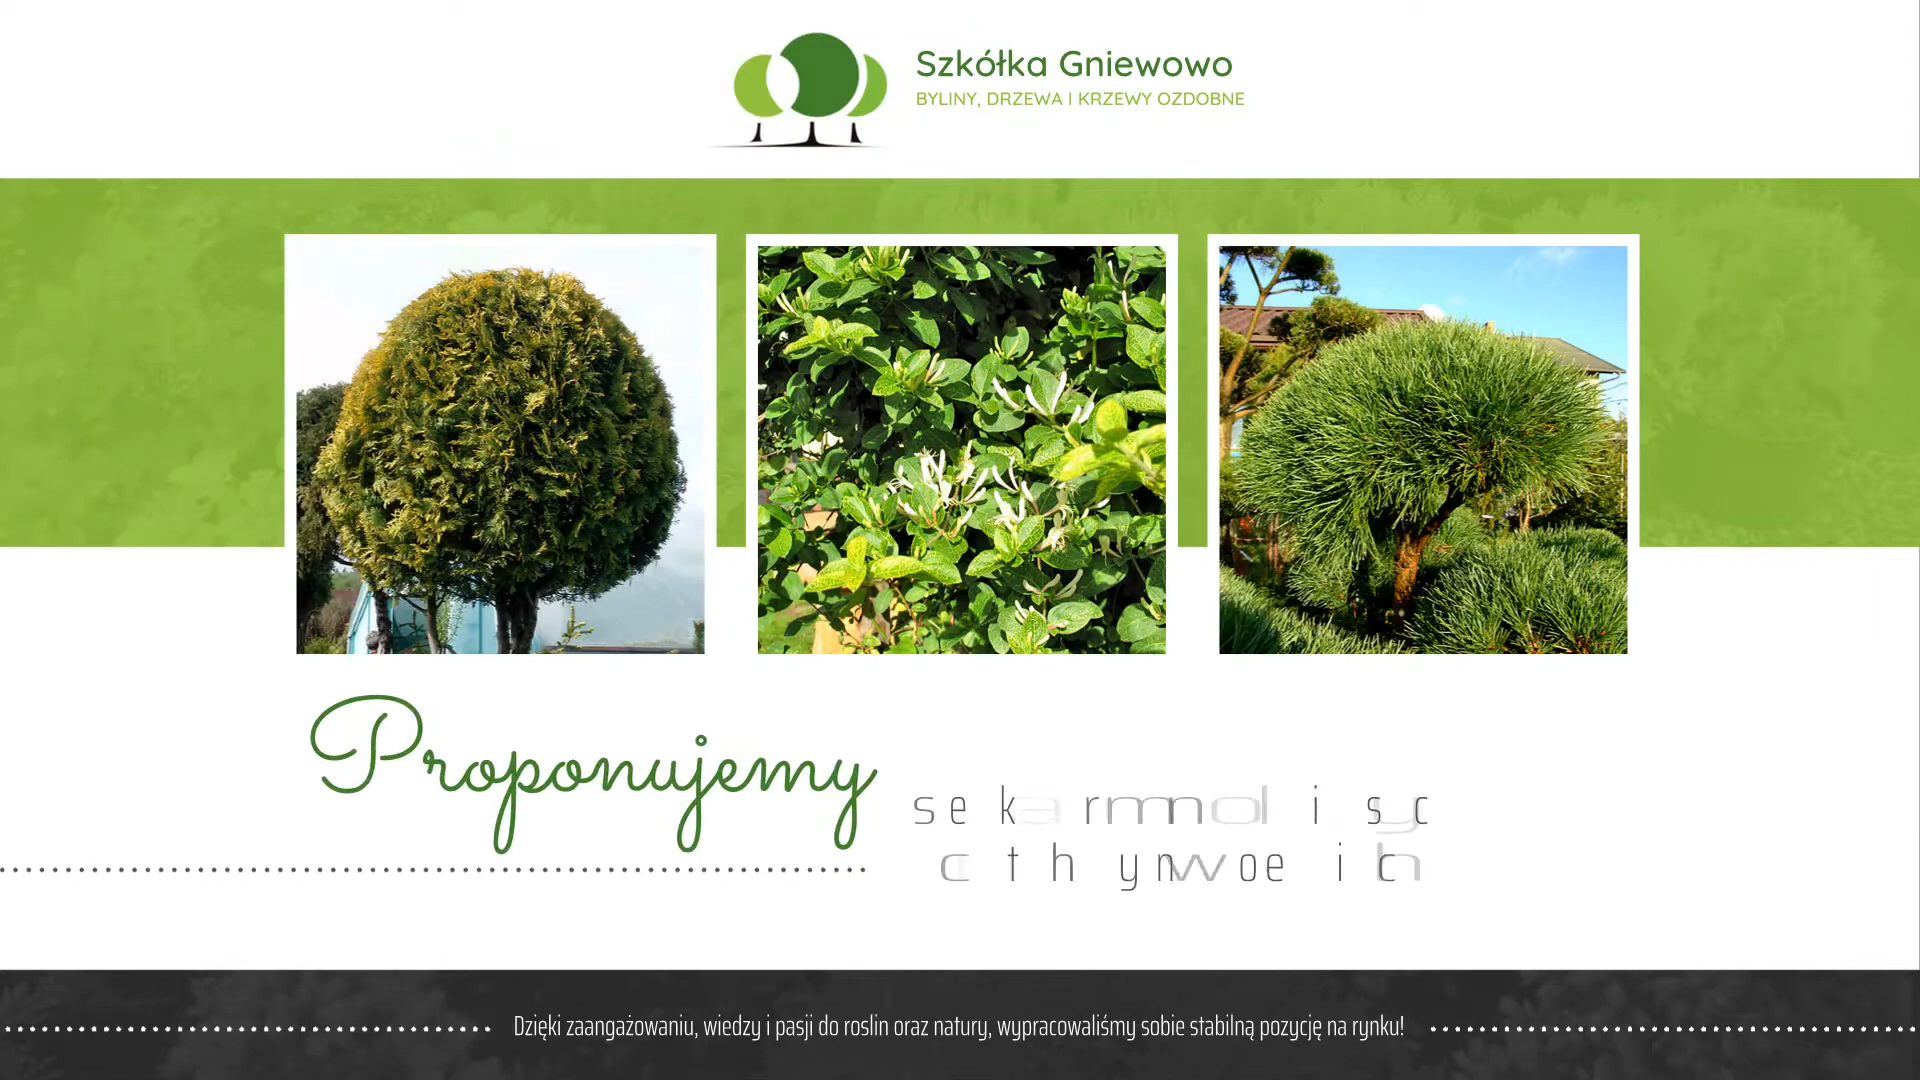 Szkółka Gniewowo
BYLINY, DRZEWA I KRZEWY OZDOBNE
Proponujemy
Dzięki zaangażowaniu, wiedzy i pasji do roslin oraz natury, wypracowaliśmy sobie stabilną pozycję na rynku!